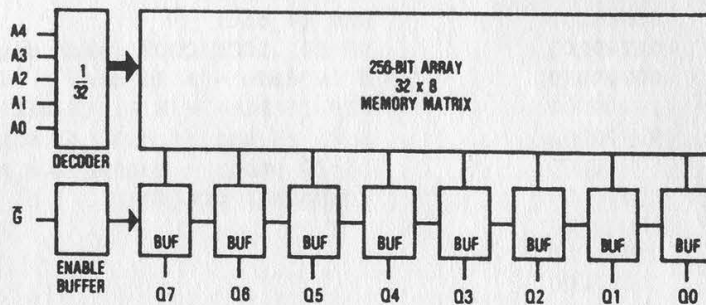 A4
A3
A2
A1
A0
1
32
DECODER
256-BIT ARRAY
32 x 8
MEMORY MATRIX
G̅
ENABLE
BUFFER
BUF BUF BUF BUF BUF BUF BUF BUF
Q7 Q6 Q5 Q4 Q3 Q2 Q1 Q0